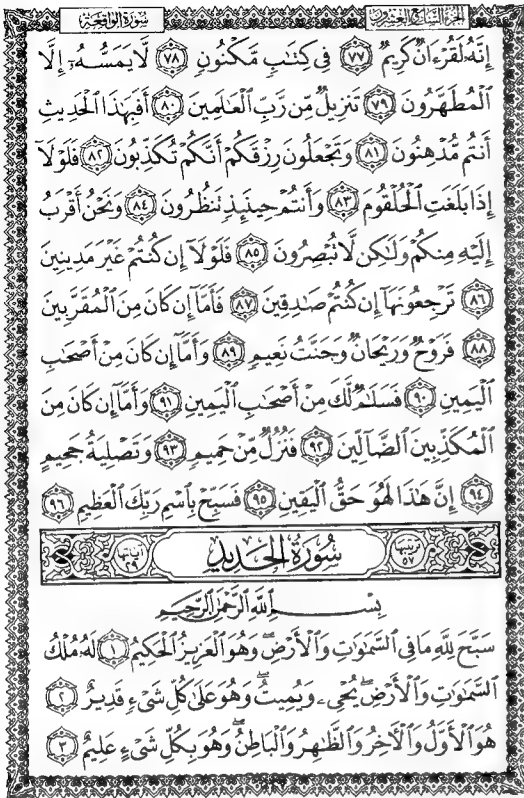 الجزء السابع والعشرون سورة الواقعة
إِنَّهُۥ لَقُرْءَانٌ كَرِيمٌ ٧٧ فِى كِتَٰبٍ مَّكْنُونٍ ٧٨ لَّا يَمَسُّهُۥٓ إِلَّا
ٱلْمُطَهَّرُونَ ٧٩ تَنزِيلٌ مِّن رَّبِّ ٱلْعَٰلَمِينَ ٨٠ أَفَبِهَٰذَا ٱلْحَدِيثِ
أَنتُم مُّدْهِنُونَ ٨١ وَتَجْعَلُونَ رِزْقَكُمْ أَنَّكُمْ تُكَذِّبُونَ ٨٢ فَلَوْلَآ
إِذَا بَلَغَتِ ٱلْحُلْقُومَ ٨٣ وَأَنتُمْ حِينَئِذٍ تَنظُرُونَ ٨٤ وَنَحْنُ أَقْرَبُ
إِلَيْهِ مِنكُمْ وَلَٰكِن لَّا تُبْصِرُونَ ٨٥ فَلَوْلَآ إِن كُنتُمْ غَيْرَ مَدِينِينَ
٨٦ تَرْجِعُونَهَآ إِن كُنتُمْ صَٰدِقِينَ ٨٧ فَأَمَّآ إِن كَانَ مِنَ ٱلْمُقَرَّبِينَ
٨٨ فَرَوْحٌ وَرَيْحَانٌ وَجَنَّتُ نَعِيمٍ ٨٩ وَأَمَّآ إِن كَانَ مِنْ أَصْحَٰبِ
ٱلْيَمِينِ ٩٠ فَسَلَٰمٌ لَّكَ مِنْ أَصْحَٰبِ ٱلْيَمِينِ ٩١ وَأَمَّآ إِن كَانَ مِنَ
ٱلْمُكَذِّبِينَ ٱلضَّآلِّينَ ٩٢ فَنُزُلٌ مِّنْ حَمِيمٍ ٩٣ وَتَصْلِيَةُ جَحِيمٍ
٩٤ إِنَّ هَٰذَا لَهُوَ حَقُّ ٱلْيَقِينِ ٩٥ فَسَبِّحْ بِٱسْمِ رَبِّكَ ٱلْعَظِيمِ ٩٦
ترتيبها ٥٧ سُورَةُ الحَدِيدِ آياتها ٢٩
بِسْمِ ٱللَّهِ ٱلرَّحْمَٰنِ ٱلرَّحِيمِ
سَبَّحَ لِلَّهِ مَا فِى ٱلسَّمَٰوَٰتِ وَٱلْأَرْضِ ۖ وَهُوَ ٱلْعَزِيزُ ٱلْحَكِيمُ ١ لَهُۥ مُلْكُ
ٱلسَّمَٰوَٰتِ وَٱلْأَرْضِ ۖ يُحْىِۦ وَيُمِيتُ ۖ وَهُوَ عَلَىٰ كُلِّ شَىْءٍ قَدِيرٌ ٢
هُوَ ٱلْأَوَّلُ وَٱلْءَاخِرُ وَٱلظَّٰهِرُ وَٱلْبَاطِنُ ۖ وَهُوَ بِكُلِّ شَىْءٍ عَلِيمٌ ٣